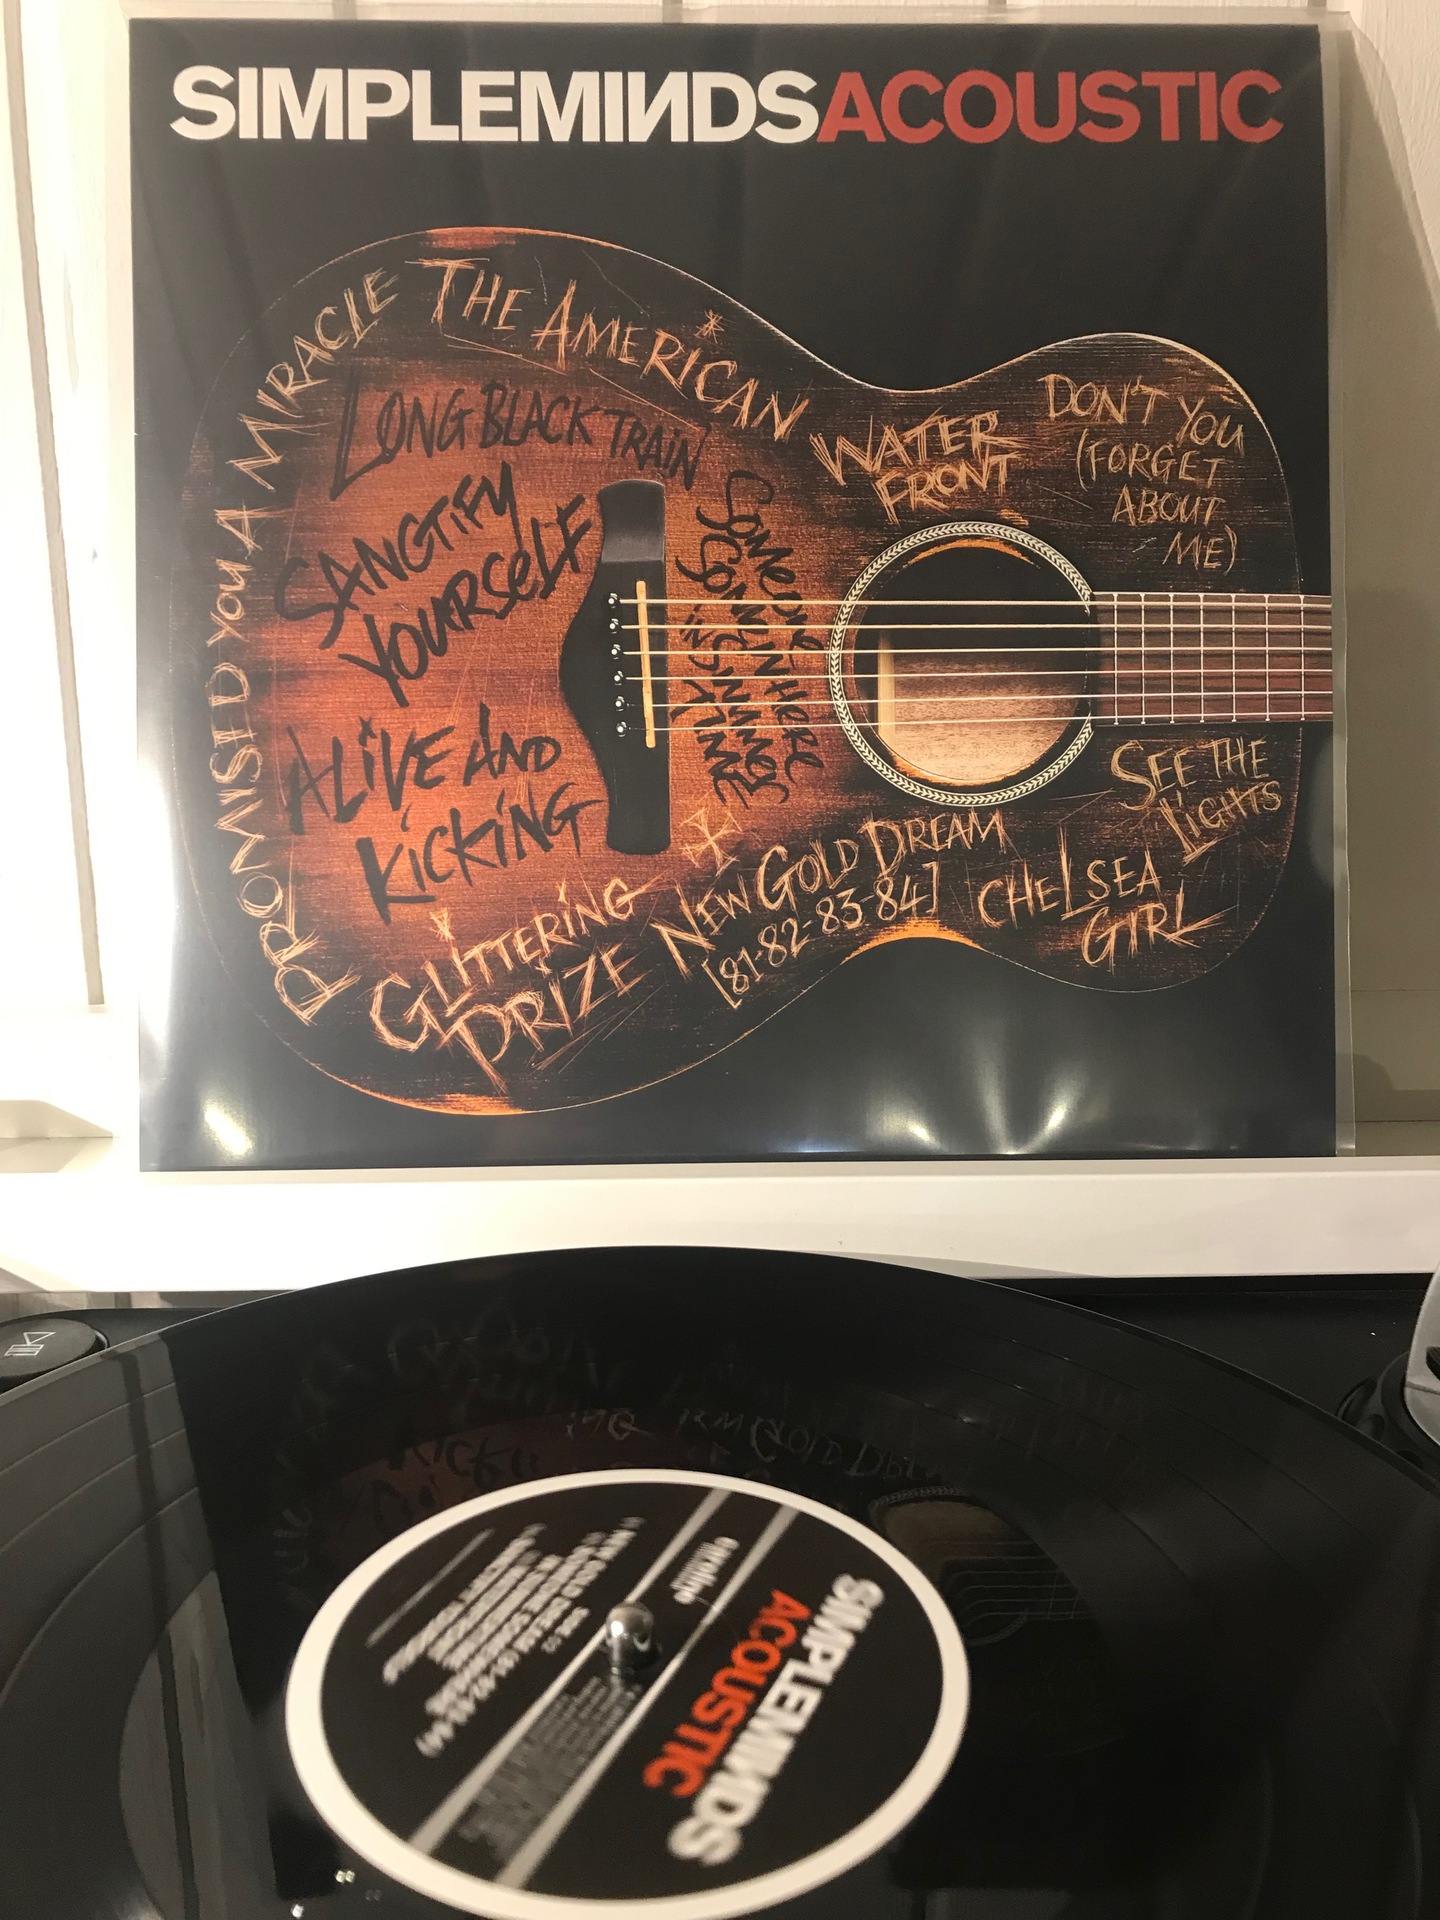 SIMPLEMINDSACOUSTIC
PROMISED YOU A MIRACLE
THE AMERICAN
LONG BLACK TRAIN
SANCTIFY
YOURSELF
ALIVE AND
KICKING
SOMEONE
SOMEWHERE
IN SUMMER
TIME
WATER
FRONT
DON'T YOU
(FORGET
ABOUT
ME)
SEE THE
LIGHTS
CHELSEA
GIRL
NEW GOLD DREAM
[81-82-83-84]
GLITTERING
PRIZE
SIMPLEMINDS
ACOUSTIC